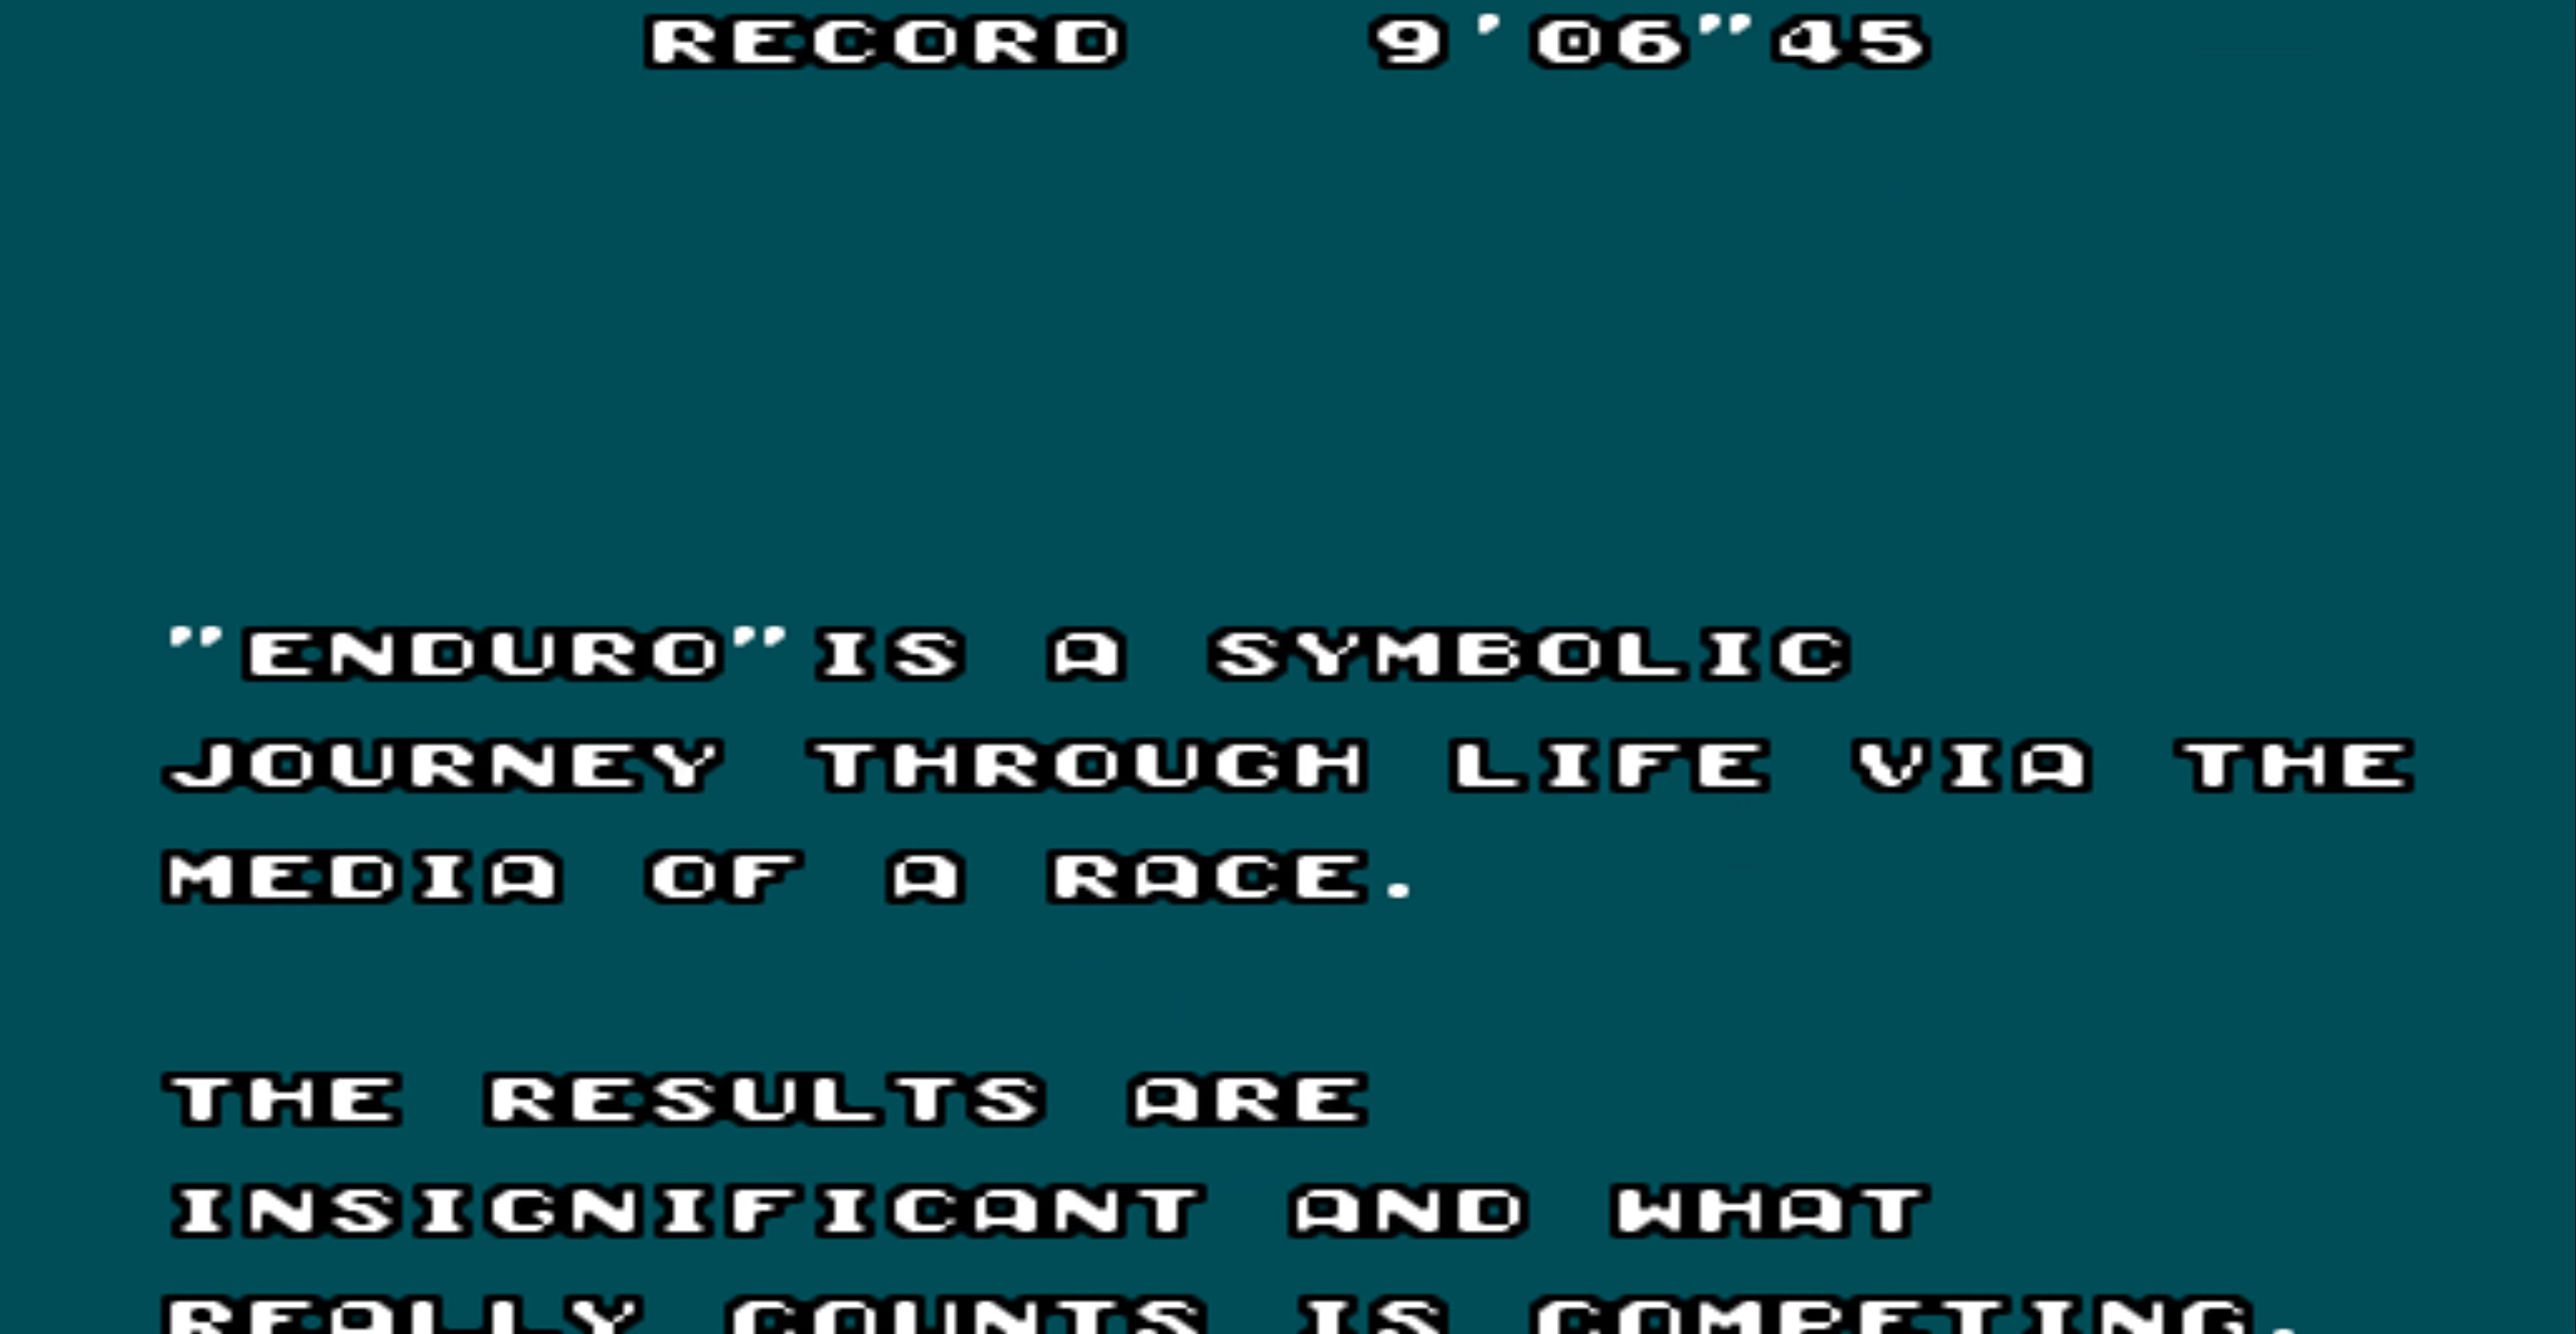 RECORD 9'06"45
"ENDURO"IS A SYMBOLIC
JOURNEY THROUGH LIFE VIA THE
MEDIA OF A RACE.
THE RESULTS ARE
INSIGNIFICANT AND WHAT
REALLY COUNTS IS COMPETING.